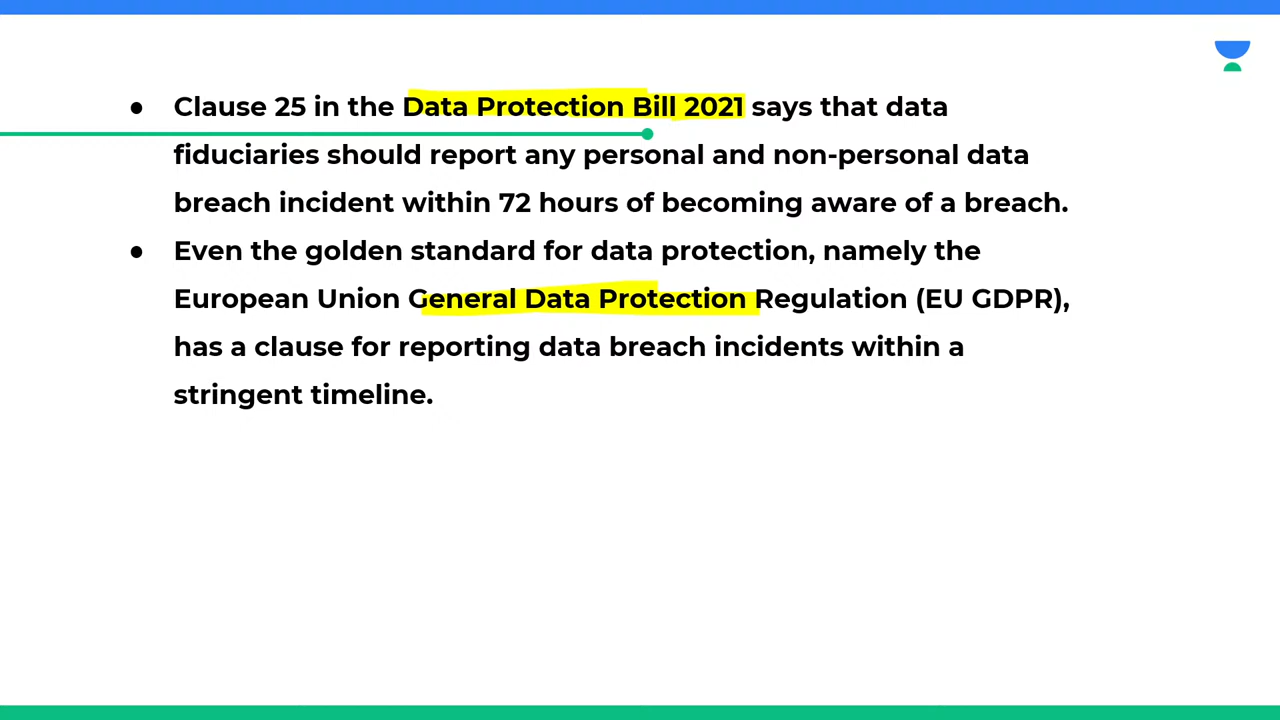 ● Clause 25 in the Data Protection Bill 2021 says that data
fiduciaries should report any personal and non-personal data
breach incident within 72 hours of becoming aware of a breach.
● Even the golden standard for data protection, namely the
European Union General Data Protection Regulation (EU GDPR),
has a clause for reporting data breach incidents within a
stringent timeline.